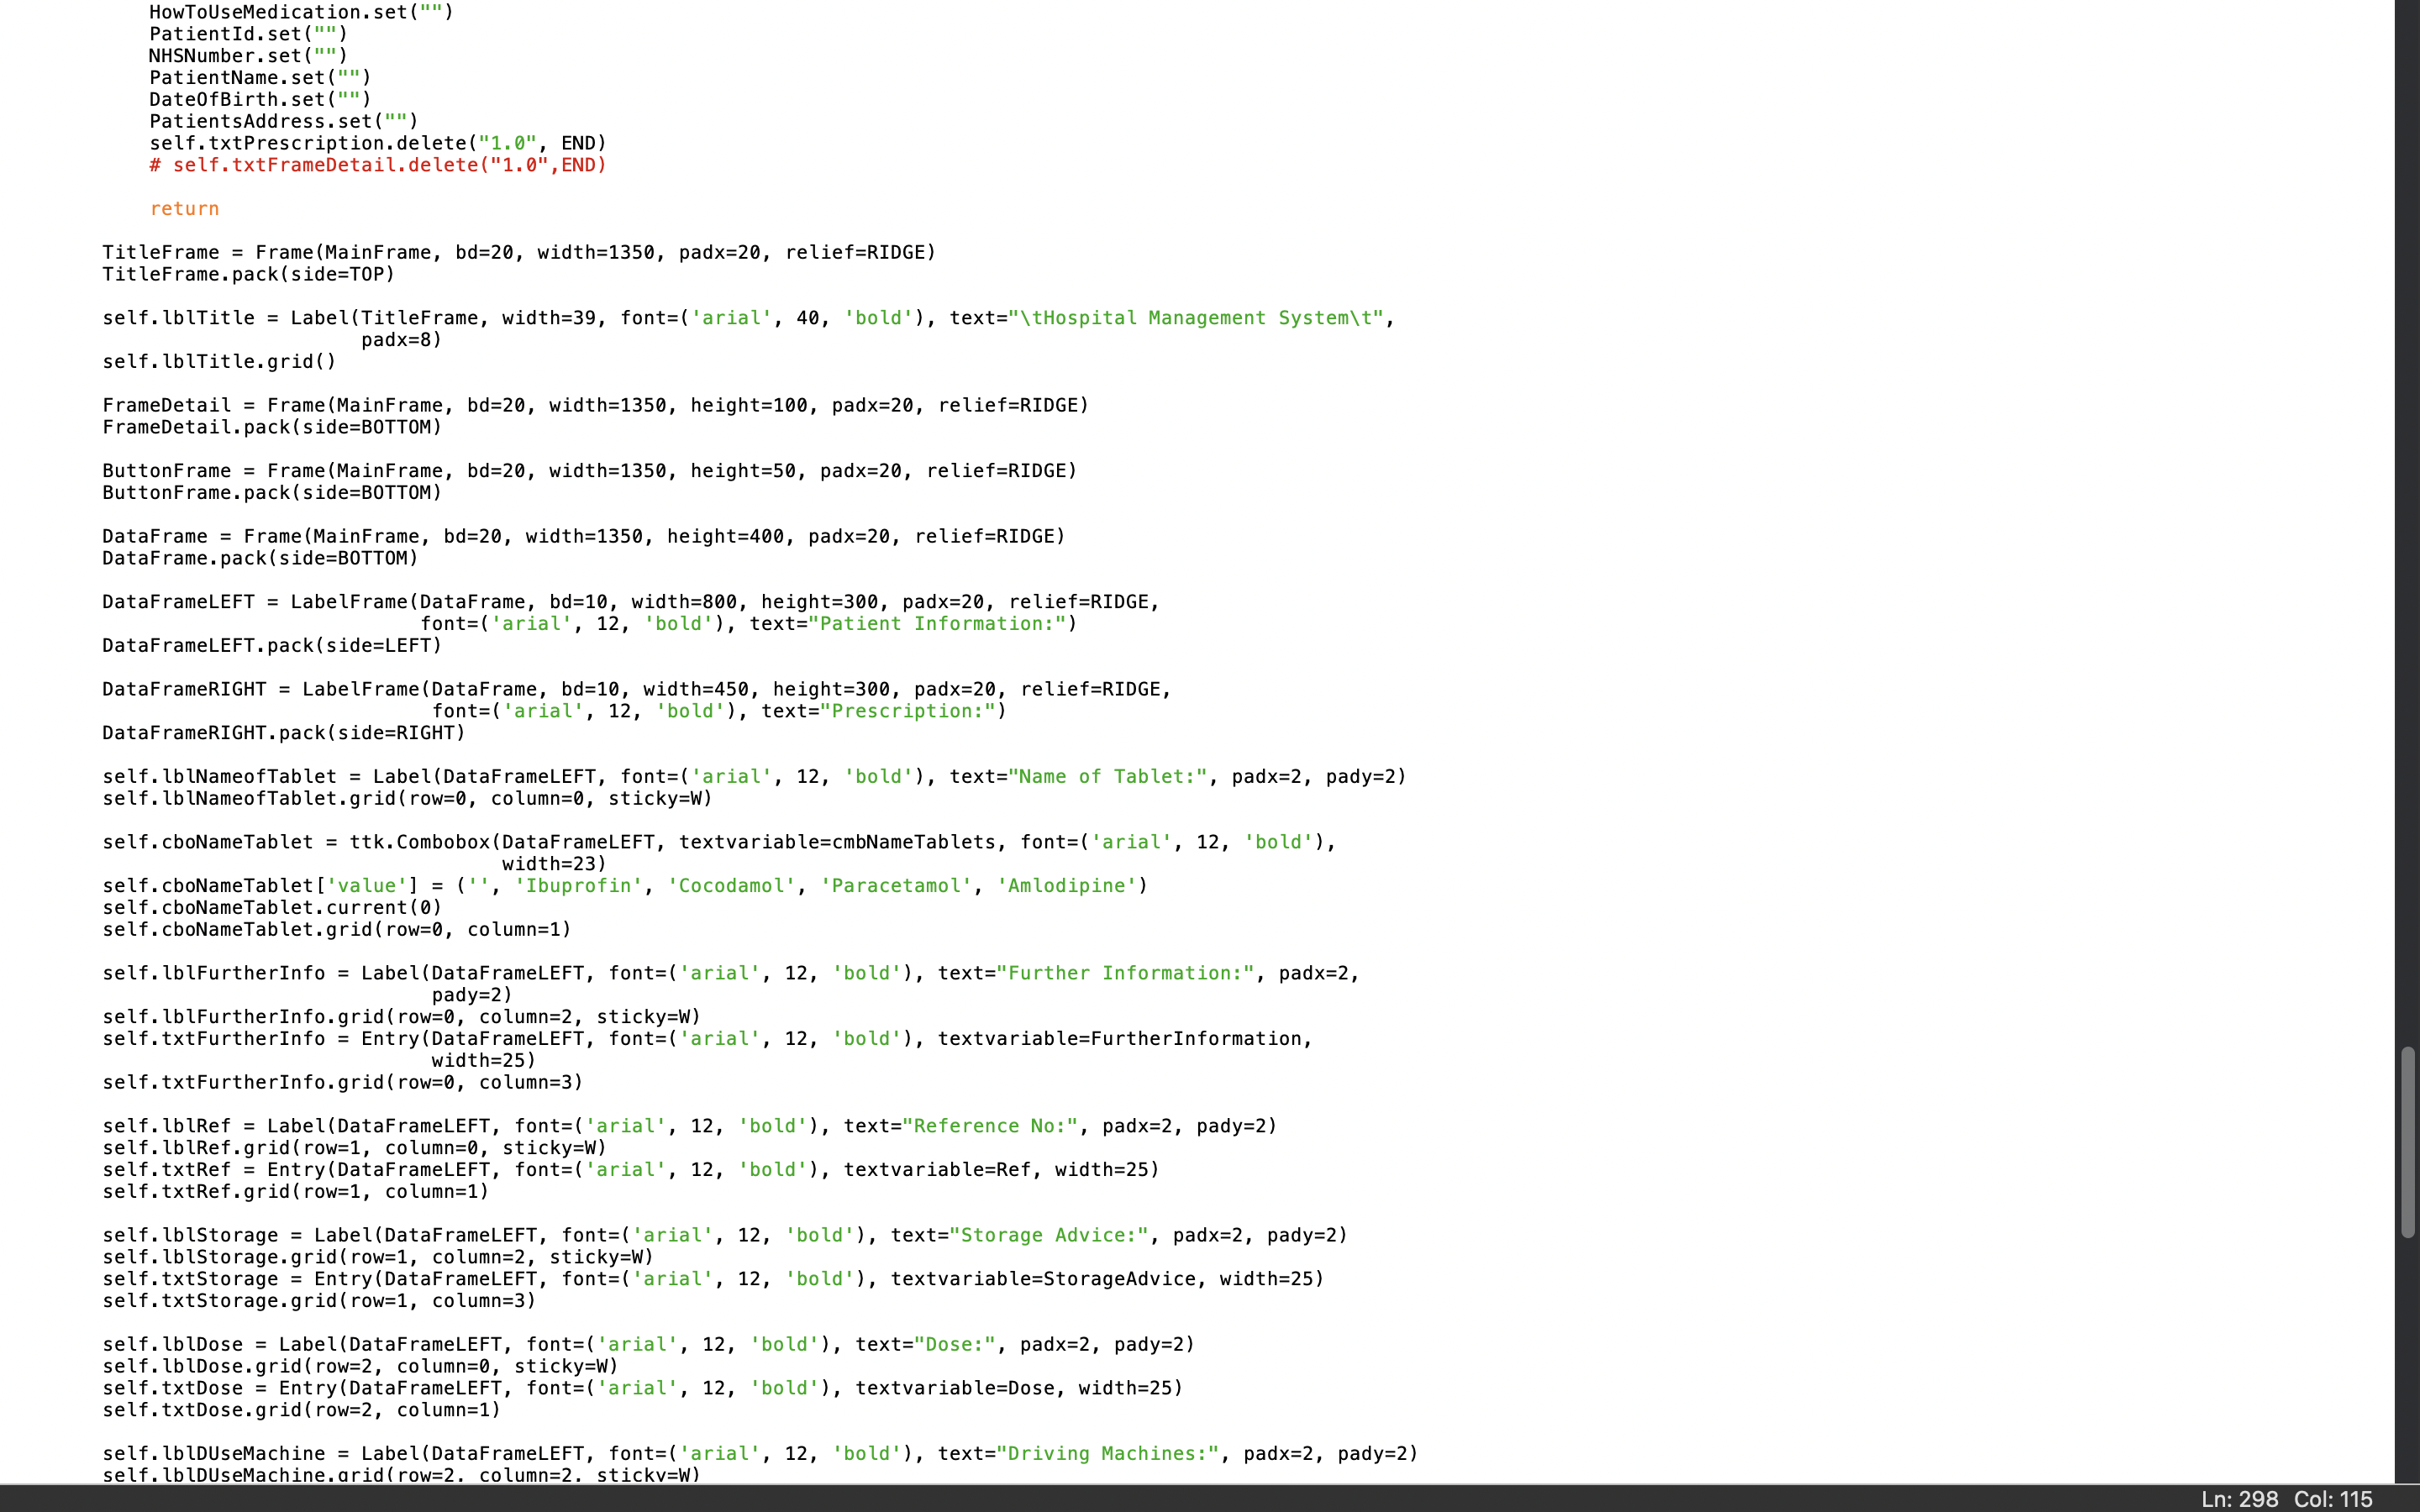 HowToUseMedication.set("")
PatientId.set("")
NHSNumber.set("")
PatientName.set("")
DateOfBirth.set("")
PatientsAddress.set("")
self.txtPrescription.delete("1.0", END)
# self.txtFrameDetail.delete("1.0",END)
return
TitleFrame = Frame(MainFrame, bd=20, width=1350, padx=20, relief=RIDGE)
TitleFrame.pack(side=TOP)
self.lblTitle = Label(TitleFrame, width=39, font=('arial', 40, 'bold'), text="\tHospital Management System\t",
padx=8)
self.lblTitle.grid()
FrameDetail = Frame(MainFrame, bd=20, width=1350, height=100, padx=20, relief=RIDGE)
FrameDetail.pack(side=BOTTOM)
ButtonFrame = Frame(MainFrame, bd=20, width=1350, height=50, padx=20, relief=RIDGE)
ButtonFrame.pack(side=BOTTOM)
DataFrame = Frame(MainFrame, bd=20, width=1350, height=400, padx=20, relief=RIDGE)
DataFrame.pack(side=BOTTOM)
DataFrameLEFT = LabelFrame(DataFrame, bd=10, width=800, height=300, padx=20, relief=RIDGE,
font=('arial', 12, 'bold'), text="Patient Information:")
DataFrameLEFT.pack(side=LEFT)
DataFrameRIGHT = LabelFrame(DataFrame, bd=10, width=450, height=300, padx=20, relief=RIDGE,
font=('arial', 12, 'bold'), text="Prescription:")
DataFrameRIGHT.pack(side=RIGHT)
self.lblNameofTablet = Label(DataFrameLEFT, font=('arial', 12, 'bold'), text="Name of Tablet:", padx=2, pady=2)
self.lblNameofTablet.grid(row=0, column=0, sticky=W)
self.cboNameTablet = ttk.Combobox(DataFrameLEFT, textvariable=cmbNameTablets, font=('arial', 12, 'bold'),
width=23)
self.cboNameTablet['value'] = ('', 'Ibuprofin', 'Cocodamol', 'Paracetamol', 'Amlodipine')
self.cboNameTablet.current(0)
self.cboNameTablet.grid(row=0, column=1)
self.lblFurtherInfo = Label(DataFrameLEFT, font=('arial', 12, 'bold'), text="Further Information:", padx=2,
pady=2)
self.lblFurtherInfo.grid(row=0, column=2, sticky=W)
self.txtFurtherInfo = Entry(DataFrameLEFT, font=('arial', 12, 'bold'), textvariable=FurtherInformation,
width=25)
self.txtFurtherInfo.grid(row=0, column=3)
self.lblRef = Label(DataFrameLEFT, font=('arial', 12, 'bold'), text="Reference No:", padx=2, pady=2)
self.lblRef.grid(row=1, column=0, sticky=W)
self.txtRef = Entry(DataFrameLEFT, font=('arial', 12, 'bold'), textvariable=Ref, width=25)
self.txtRef.grid(row=1, column=1)
self.lblStorage = Label(DataFrameLEFT, font=('arial', 12, 'bold'), text="Storage Advice:", padx=2, pady=2)
self.lblStorage.grid(row=1, column=2, sticky=W)
self.txtStorage = Entry(DataFrameLEFT, font=('arial', 12, 'bold'), textvariable=StorageAdvice, width=25)
self.txtStorage.grid(row=1, column=3)
self.lblDose = Label(DataFrameLEFT, font=('arial', 12, 'bold'), text="Dose:", padx=2, pady=2)
self.lblDose.grid(row=2, column=0, sticky=W)
self.txtDose = Entry(DataFrameLEFT, font=('arial', 12, 'bold'), textvariable=Dose, width=25)
self.txtDose.grid(row=2, column=1)
self.lblDUseMachine = Label(DataFrameLEFT, font=('arial', 12, 'bold'), text="Driving Machines:", padx=2, pady=2)
self.lblDUseMachine.grid(row=2, column=2, sticky=W)
Ln: 298 Col: 115